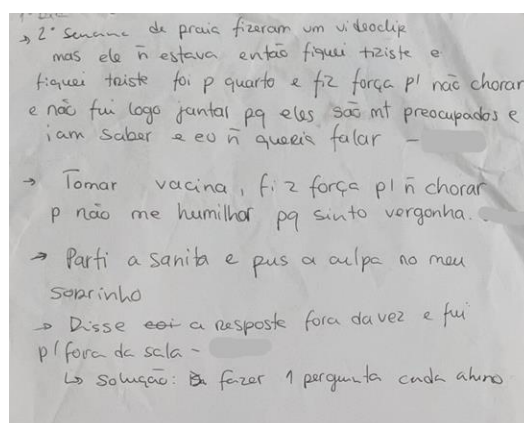 → 2ª semana de praia fizeram um videoclip
mas ele ñ estava então fiquei triste e
fiquei triste foi p quarto e fiz força p/ não chorar
e não fui logo jantal pq eles são mt preocupados e
iam saber e eu ñ queria falar —
→ Tomar vacina, fiz força p/ ñ chorar
p não me humilhar pq sinto vergonha.
→ Parti a sanita e pus a culpa no meu
sobrinho
→ Disse a resposta fora da vez e fui
p/ fora da sala —
↳ solução: fazer 1 pergunta cada aluno